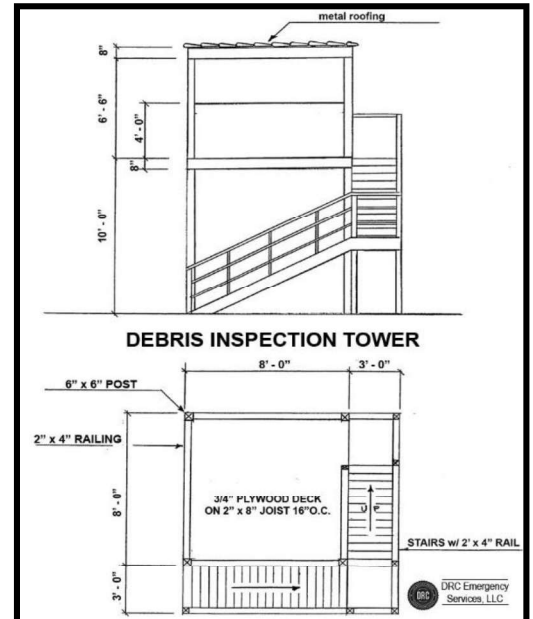 metal roofing
8"
6' - 6"
4' - 0"
8"
10' - 0"
DEBRIS INSPECTION TOWER
8' - 0"
3' - 0"
6" x 6" POST
2" x 4" RAILING
8' - 0"
3/4" PLYWOOD DECK
ON 2" x 8" JOIST 16"O.C.
UP
STAIRS w/ 2' x 4" RAIL
3' - 0"
DRC
DRC Emergency
Services, LLC